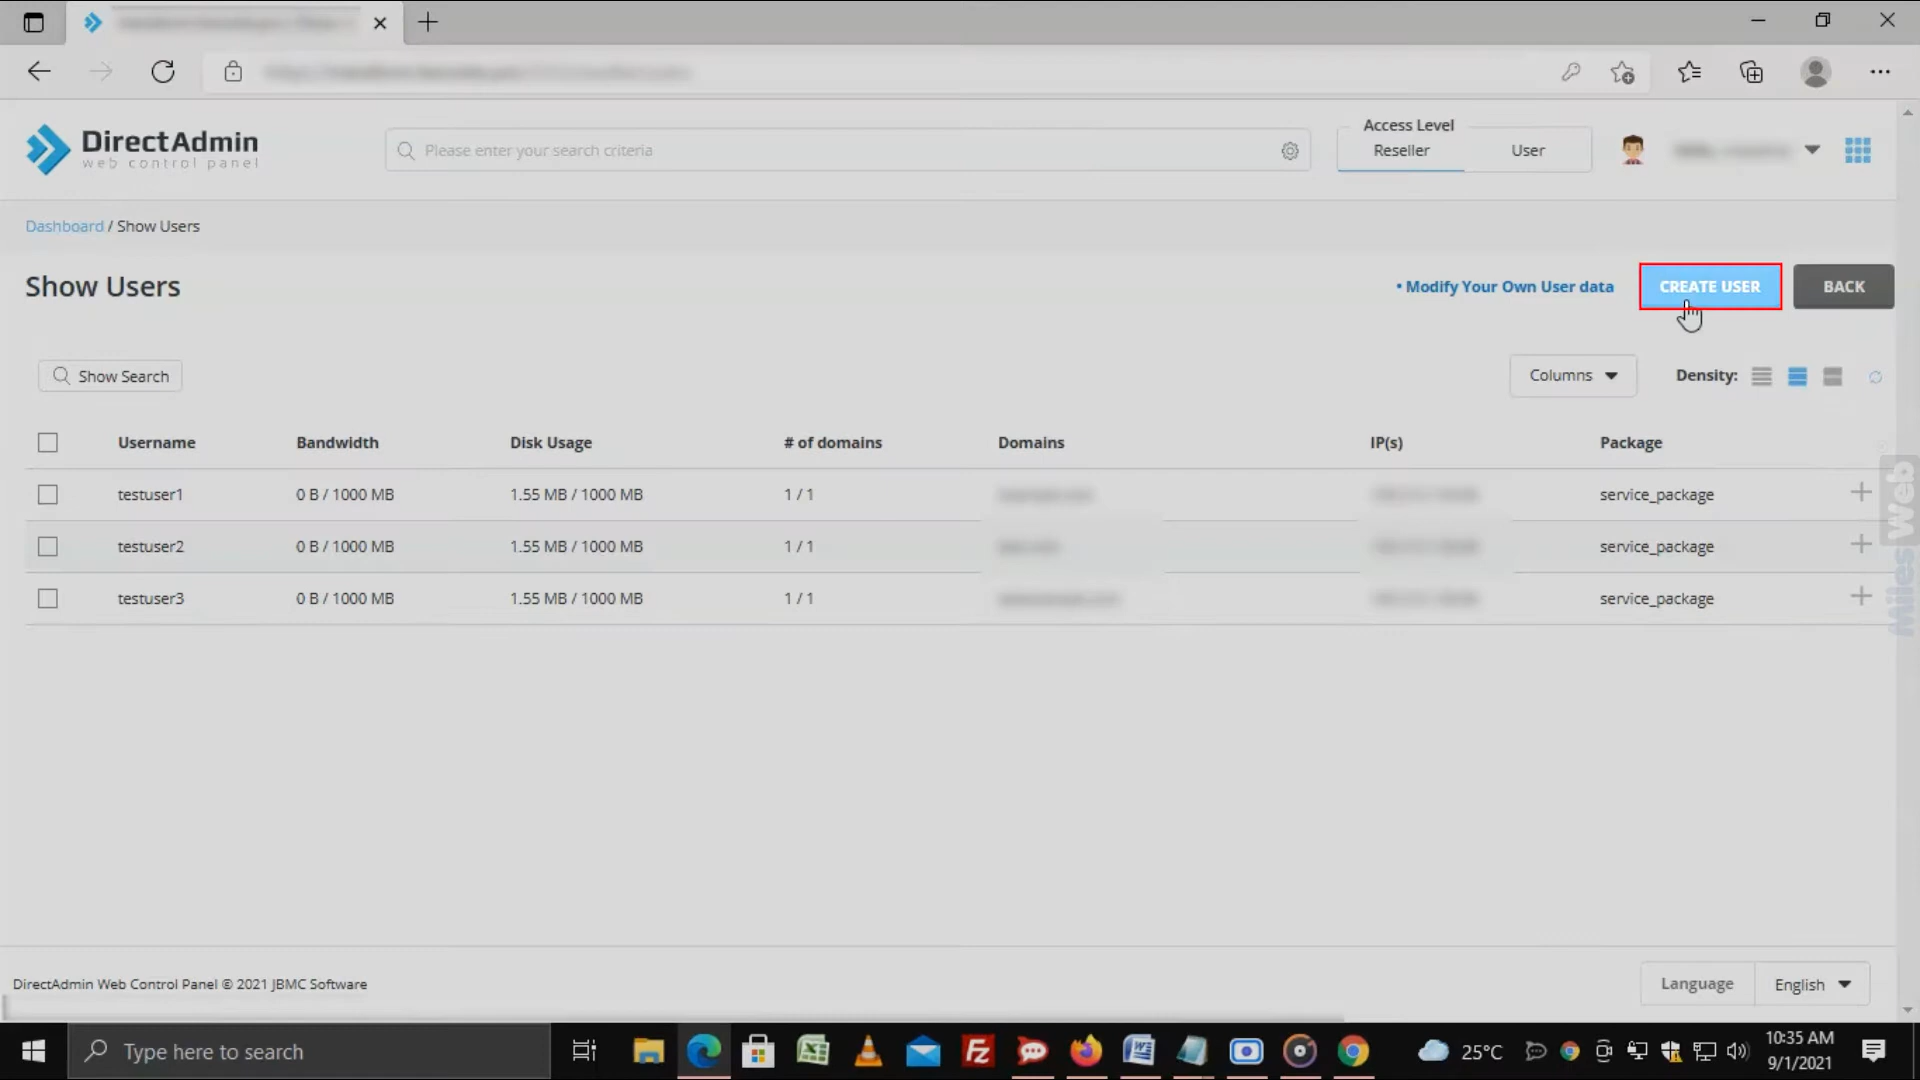 DirectAdmin
web control panel
Please enter your search criteria
Access Level
Reseller User
Dashboard / Show Users
Show Users
• Modify Your Own User data
CREATE USER
BACK
Show Search
Columns
Density:
Username Bandwidth Disk Usage # of domains Domains IP(s) Package
testuser1 0 B / 1000 MB 1.55 MB / 1000 MB 1 / 1 service_package
testuser2 0 B / 1000 MB 1.55 MB / 1000 MB 1 / 1 service_package
testuser3 0 B / 1000 MB 1.55 MB / 1000 MB 1 / 1 service_package
MilesWeb
DirectAdmin Web Control Panel © 2021 JBMC Software
Language English
Type here to search
25°C
10:35 AM
9/1/2021